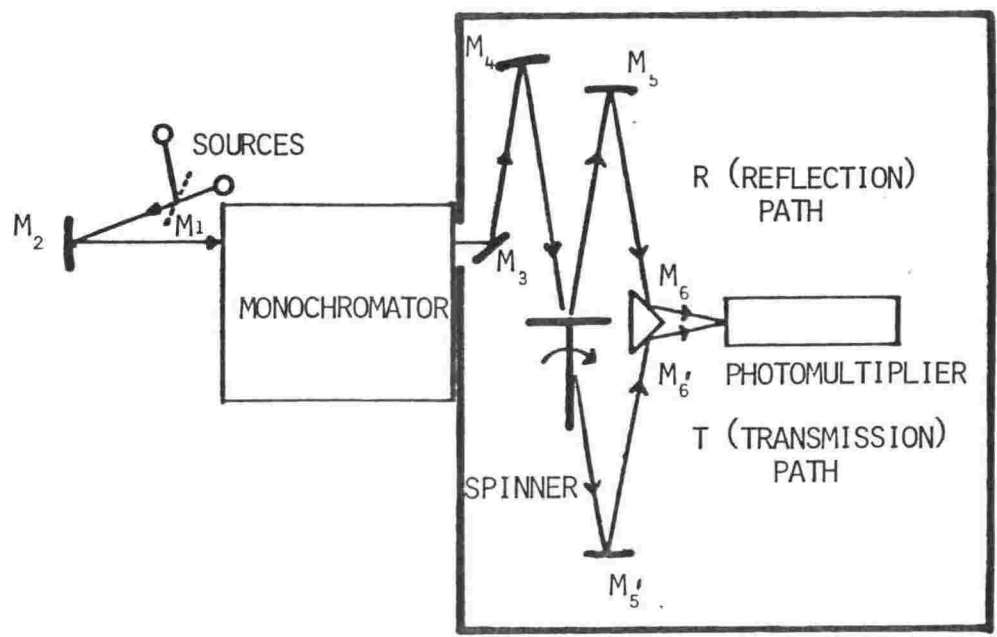 M4
M5
SOURCES
R (REFLECTION)
PATH
M2
M1
M3
M6
MONOCHROMATOR
M6'
PHOTOMULTIPLIER
T (TRANSMISSION)
PATH
SPINNER
M5'